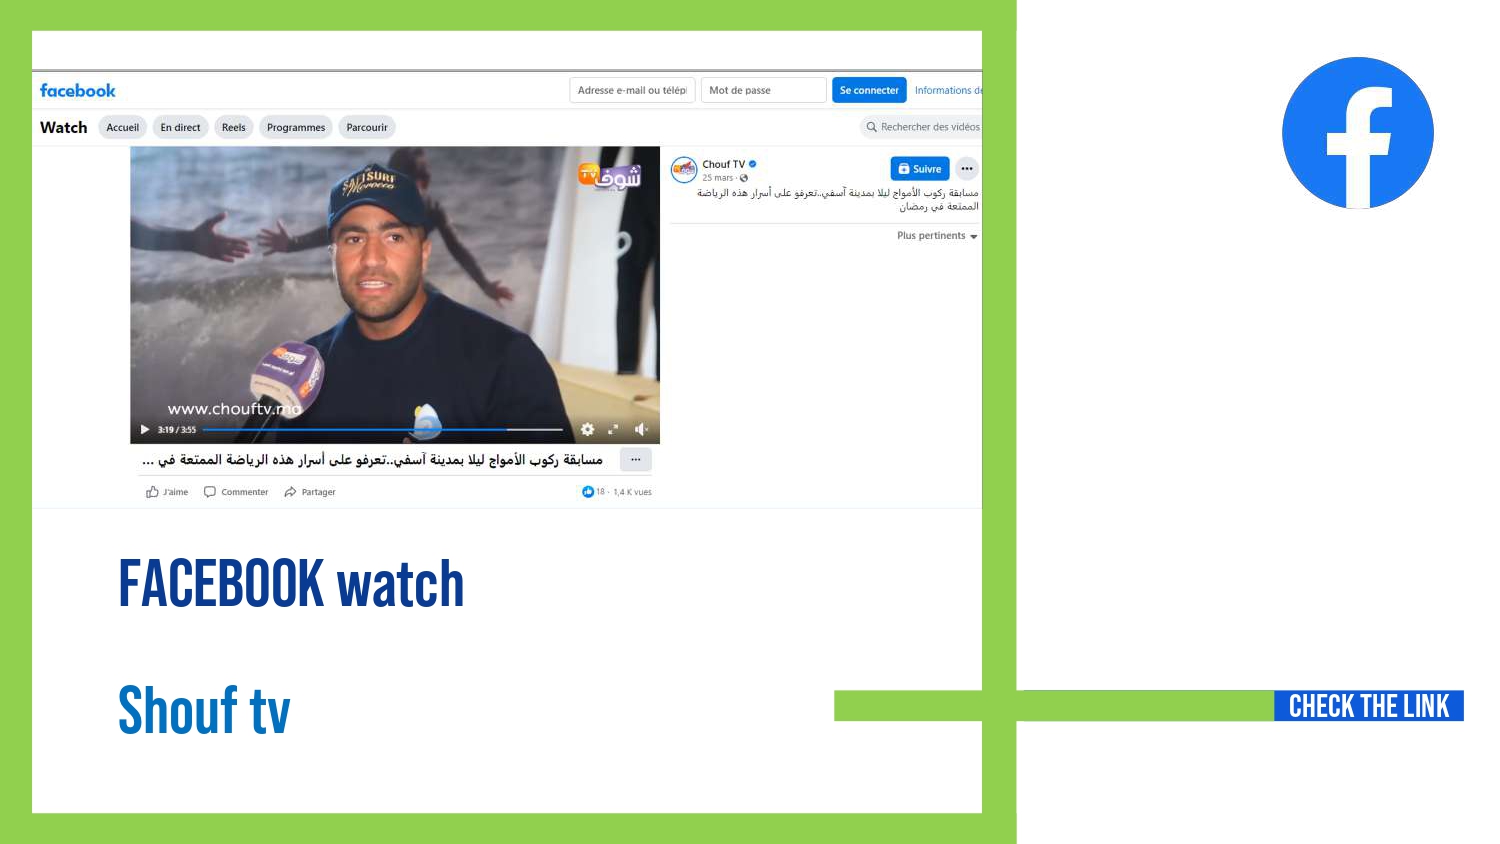 facebook
Adresse e-mail ou télép
Mot de passe
Se connecter
Informations de
Watch
Accueil
En direct
Reels
Programmes
Parcourir
Rechercher des vidéos
SALISURF
Morocco
شوف
TV
www.chouftv.ma
3:19 / 3:55
Chouf TV
25 mars ·
Suivre
مسابقة ركوب الأمواج ليلا بمدينة آسفي..تعرفو على أسرار هذه الرياضة
الممتعة في رمضان
Plus pertinents
مسابقة ركوب الأمواج ليلا بمدينة آسفي..تعرفو على أسرار هذه الرياضة الممتعة في ...
J'aime
Commenter
Partager
18 · 1,4 K vues
FACEBOOK watch
Shouf tv
CHECK THE LINK